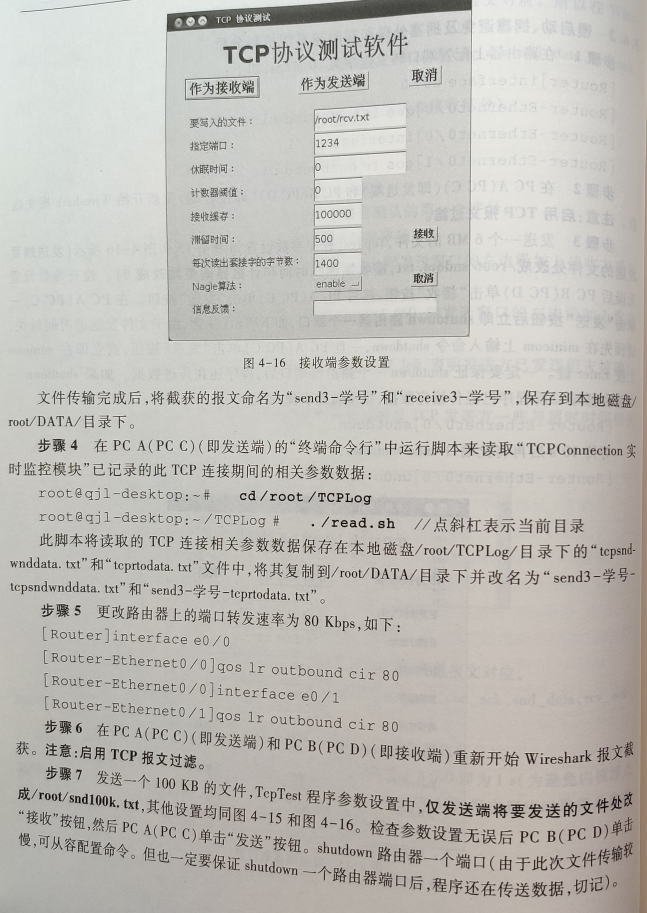 TCP 协议测试
TCP协议测试软件
作为接收端 作为发送端 取消
要写入的文件： /root/rcv.txt
指定端口： 1234
休眠时间： 0
计数器阈值： 0
接收缓存： 100000
滞留时间： 500 接收
每次读出套接字的字节数： 1400
Nagle算法： enable 取消
信息反馈：
图 4-16 接收端参数设置
文件传输完成后,将截获的报文命名为“send3-学号”和“receive3-学号”,保存到本地磁盘/
root/DATA/目录下。
步骤 4 在 PC A(PC C)(即发送端)的“终端命令行”中运行脚本来读取“TCPConnection 实
时监控模块”已记录的此 TCP 连接期间的相关参数数据：
root@qjl-desktop:~# cd/root/TCPLog
root@qjl-desktop:~/TCPLog # ./read.sh //点斜杠表示当前目录
此脚本将读取的 TCP 连接相关参数数据保存在本地磁盘/root/TCPLog/目录下的“tcpsnd-
wnddata. txt”和“tcprtodata. txt”文件中,将其复制到/root/DATA/目录下并改名为“send3-学号-
tcpsndwnddata. txt”和“send3-学号-tcprtodata. txt”。
步骤 5 更改路由器上的端口转发速率为 80 Kbps,如下：
[Router]interface e0/0
[Router-Ethernet0/0]qos lr outbound cir 80
[Router-Ethernet0/0]interface e0/1
[Router-Ethernet0/1]qos lr outbound cir 80
步骤 6 在 PC A(PC C)(即发送端)和 PC B(PC D)(即接收端)重新开始 Wireshark 报文截
获。注意:启用 TCP 报文过滤。
步骤 7 发送一个 100 KB 的文件,TcpTest 程序参数设置中,仅发送端将要发送的文件处改
成/root/snd100k. txt,其他设置均同图 4-15 和图 4-16。检查参数设置无误后 PC B(PC D)单击
“接收”按钮,然后 PC A(PC C)单击“发送”按钮。shutdown 路由器一个端口(由于此次文件传输较
慢,可从容配置命令。但也一定要保证 shutdown 一个路由器端口后,程序还在传送数据,切记)。